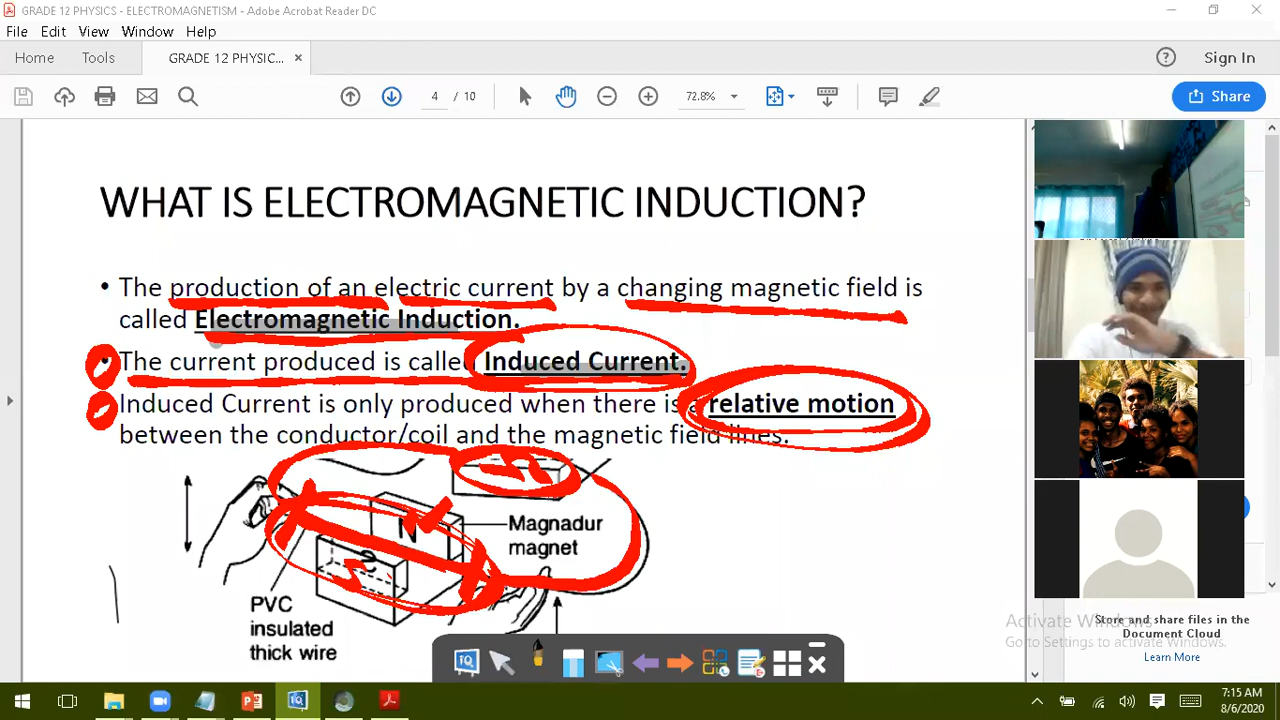 GRADE 12 PHYSICS - ELECTROMAGNETISM - Adobe Acrobat Reader DC
File Edit View Window Help
Home Tools GRADE 12 PHYSIC... × Sign In
4 / 10 72.8% Share
WHAT IS ELECTROMAGNETIC INDUCTION?
• The production of an electric current by a changing magnetic field is
called Electromagnetic Induction.
• The current produced is called Induced Current.
• Induced Current is only produced when there is a relative motion
between the conductor/coil and the magnetic field lines.
N
Magnadur
magnet
S
PVC
insulated
thick wire
Store and share files in the
Document Cloud
Learn More
Activate Windows
Go to Settings to activate Windows.
7:15 AM
8/6/2020